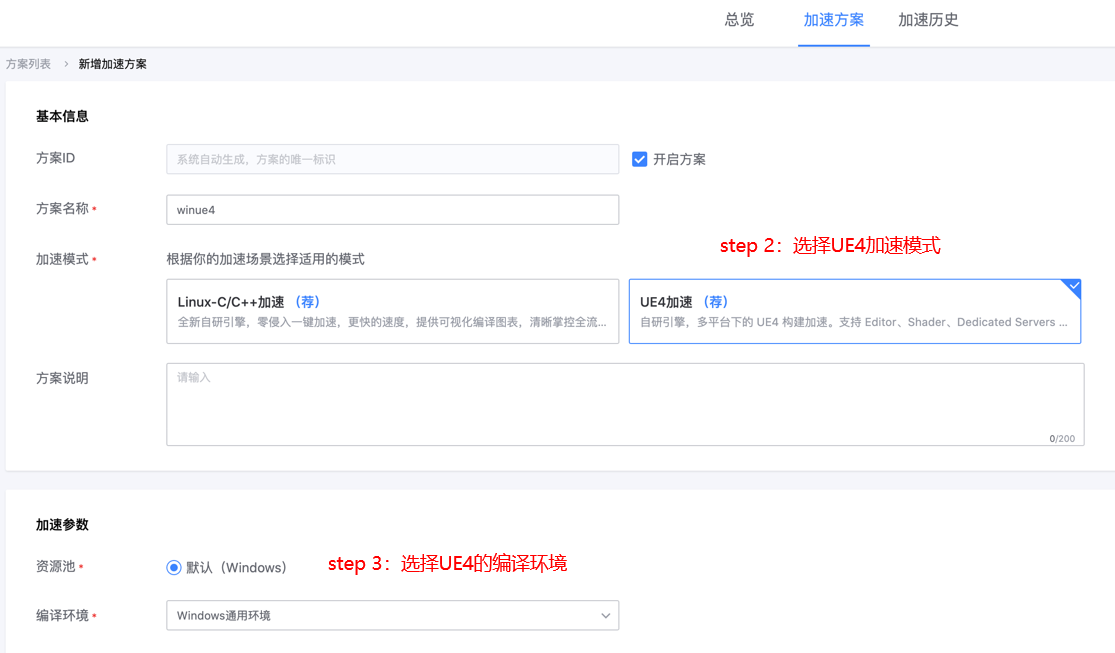 总览 加速方案 加速历史
方案列表 > 新增加速方案
基本信息
方案ID 系统自动生成，方案的唯一标识 开启方案
方案名称 * winue4
step 2：选择UE4加速模式
加速模式 * 根据你的加速场景选择适用的模式
Linux-C/C++加速 （荐） UE4加速 （荐）
全新自研引擎，零侵入一键加速，更快的速度，提供可视化编译图表，清晰掌控全流... 自研引擎，多平台下的 UE4 构建加速。支持 Editor、Shader、Dedicated Servers ...
方案说明 请输入
0/200
加速参数
资源池 * 默认（Windows） step 3：选择UE4的编译环境
编译环境 * Windows通用环境